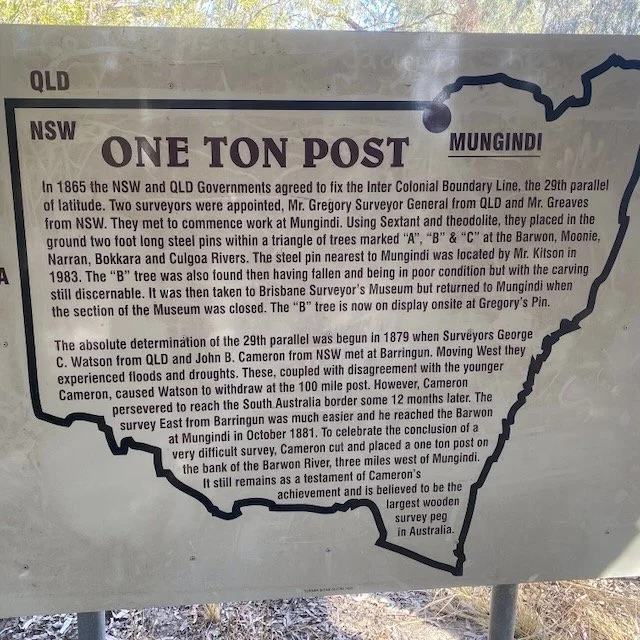 QLD
NSW
ONE TON POST
MUNGINDI
In 1865 the NSW and QLD Governments agreed to fix the Inter Colonial Boundary Line, the 29th parallel
of latitude. Two surveyors were appointed, Mr. Gregory Surveyor General from QLD and Mr. Greaves
from NSW. They met to commence work at Mungindi. Using Sextant and theodolite, they placed in the
ground two foot long steel pins within a triangle of trees marked "A", "B" & "C" at the Barwon, Moonie,
Narran, Bokkara and Culgoa Rivers. The steel pin nearest to Mungindi was located by Mr. Kitson in
1983. The "B" tree was also found then having fallen and being in poor condition but with the carving
still discernable. It was then taken to Brisbane Surveyor's Museum but returned to Mungindi when
the section of the Museum was closed. The "B" tree is now on display onsite at Gregory's Pin.
The absolute determination of the 29th parallel was begun in 1879 when Surveyors George
C. Watson from QLD and John B. Cameron from NSW met at Barringun. Moving West they
experienced floods and droughts. These, coupled with disagreement with the younger
Cameron, caused Watson to withdraw at the 100 mile post. However, Cameron
persevered to reach the South Australia border some 12 months later. The
survey East from Barringun was much easier and he reached the Barwon
at Mungindi in October 1881. To celebrate the conclusion of a
very difficult survey, Cameron cut and placed a one ton post on
the bank of the Barwon River, three miles west of Mungindi.
It still remains as a testament of Cameron's
achievement and is believed to be the
largest wooden
survey peg
in Australia.
A